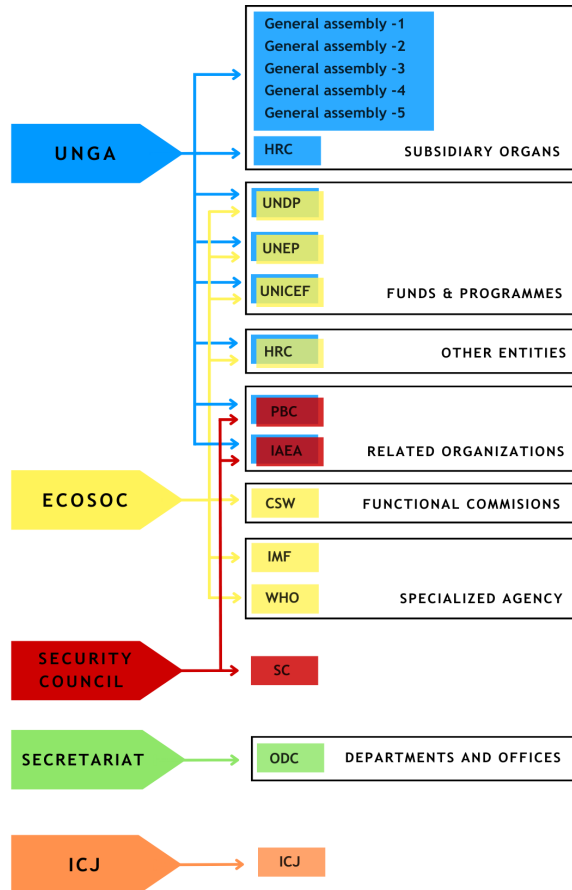 General assembly -1
General assembly -2
General assembly -3
General assembly -4
General assembly -5
UNGA
HRC
SUBSIDIARY ORGANS
UNDP
UNEP
UNICEF
FUNDS & PROGRAMMES
HRC
OTHER ENTITIES
PBC
IAEA
RELATED ORGANIZATIONS
ECOSOC
CSW
FUNCTIONAL COMMISIONS
IMF
WHO
SPECIALIZED AGENCY
SECURITY
COUNCIL
SC
SECRETARIAT
ODC
DEPARTMENTS AND OFFICES
ICJ
ICJ